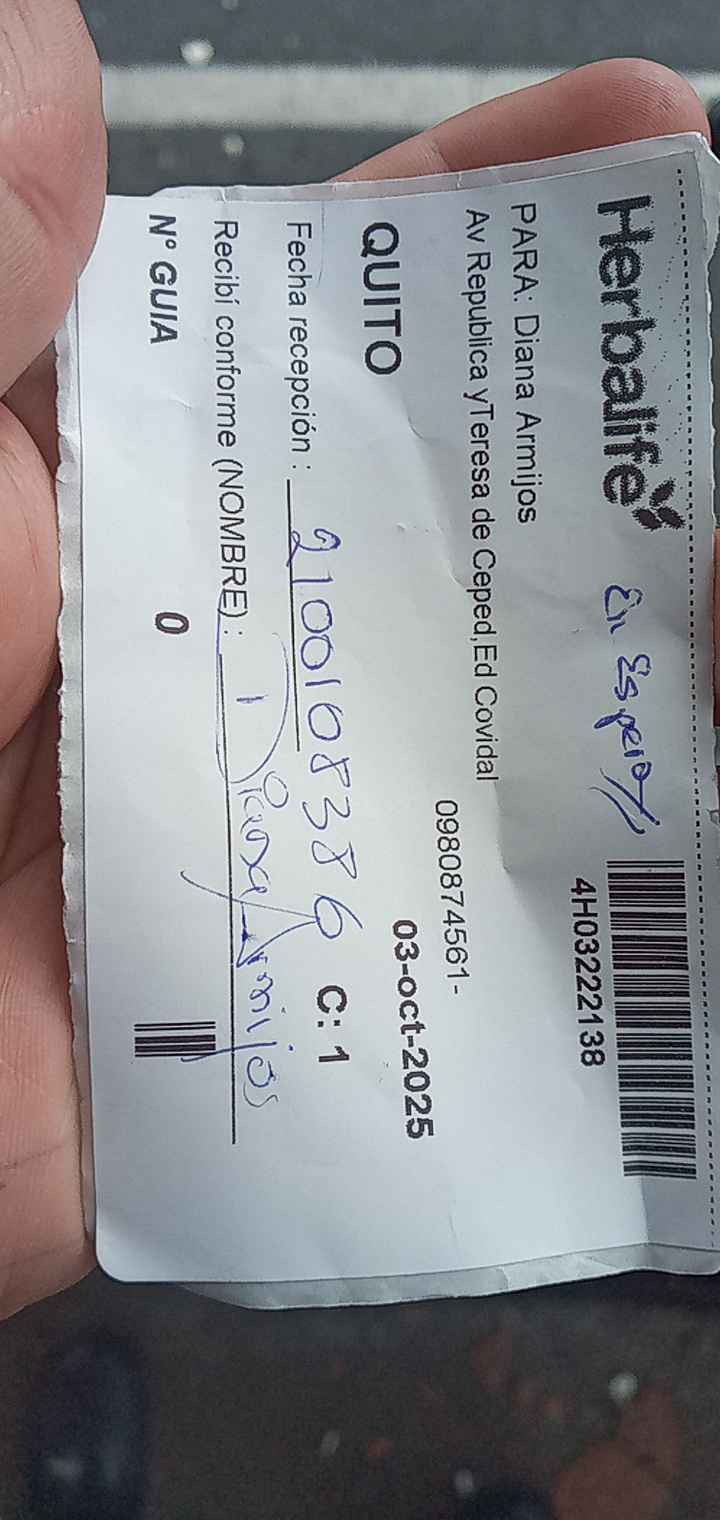 Herbalife En Espera
4H03222138
PARA: Diana Armijos
Av Republica yTeresa de Ceped,Ed Covidal
0980874561-
QUITO 03-oct-2025
Fecha recepción : 2100108386 C: 1
Recibí conforme (NOMBRE) : Diana Armijos
N° GUIA 0